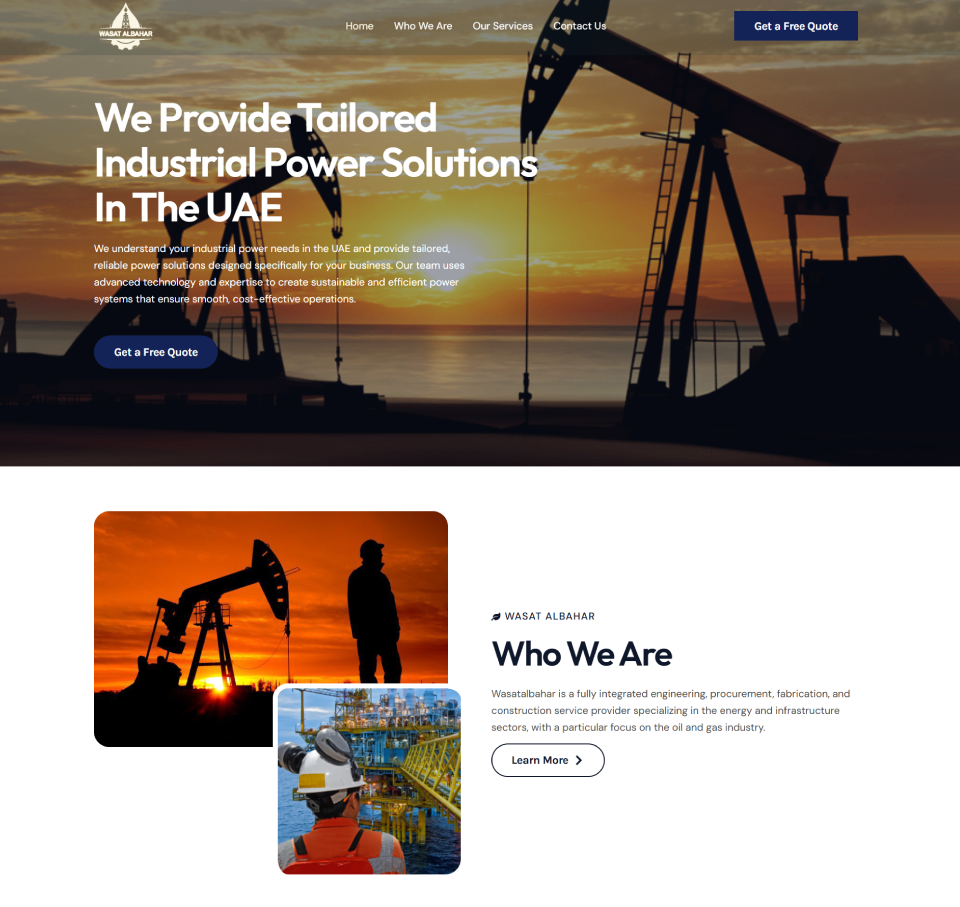 WASAT ALBAHAR
Home Who We Are Our Services Contact Us
Get a Free Quote
We Provide Tailored
Industrial Power Solutions
In The UAE
We understand your industrial power needs in the UAE and provide tailored,
reliable power solutions designed specifically for your business. Our team uses
advanced technology and expertise to create sustainable and efficient power
systems that ensure smooth, cost-effective operations.
Get a Free Quote
WASAT ALBAHAR
Who We Are
Wasatalbahar is a fully integrated engineering, procurement, fabrication, and
construction service provider specializing in the energy and infrastructure
sectors, with a particular focus on the oil and gas industry.
Learn More